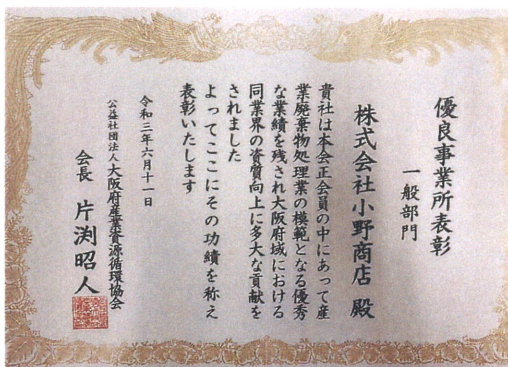 優良事業所表彰
一般部門
株式会社小野商店 殿
貴社は本会正会員の中にあって産
業廃棄物処理業の模範となる優秀
な業績を残され大阪府域における
同業界の資質向上に多大な貢献を
されました
よってここにその功績を称え
表彰いたします
令和三年六月十一日
公益社団法人大阪府産業資源循環協会
会長 片渕昭人